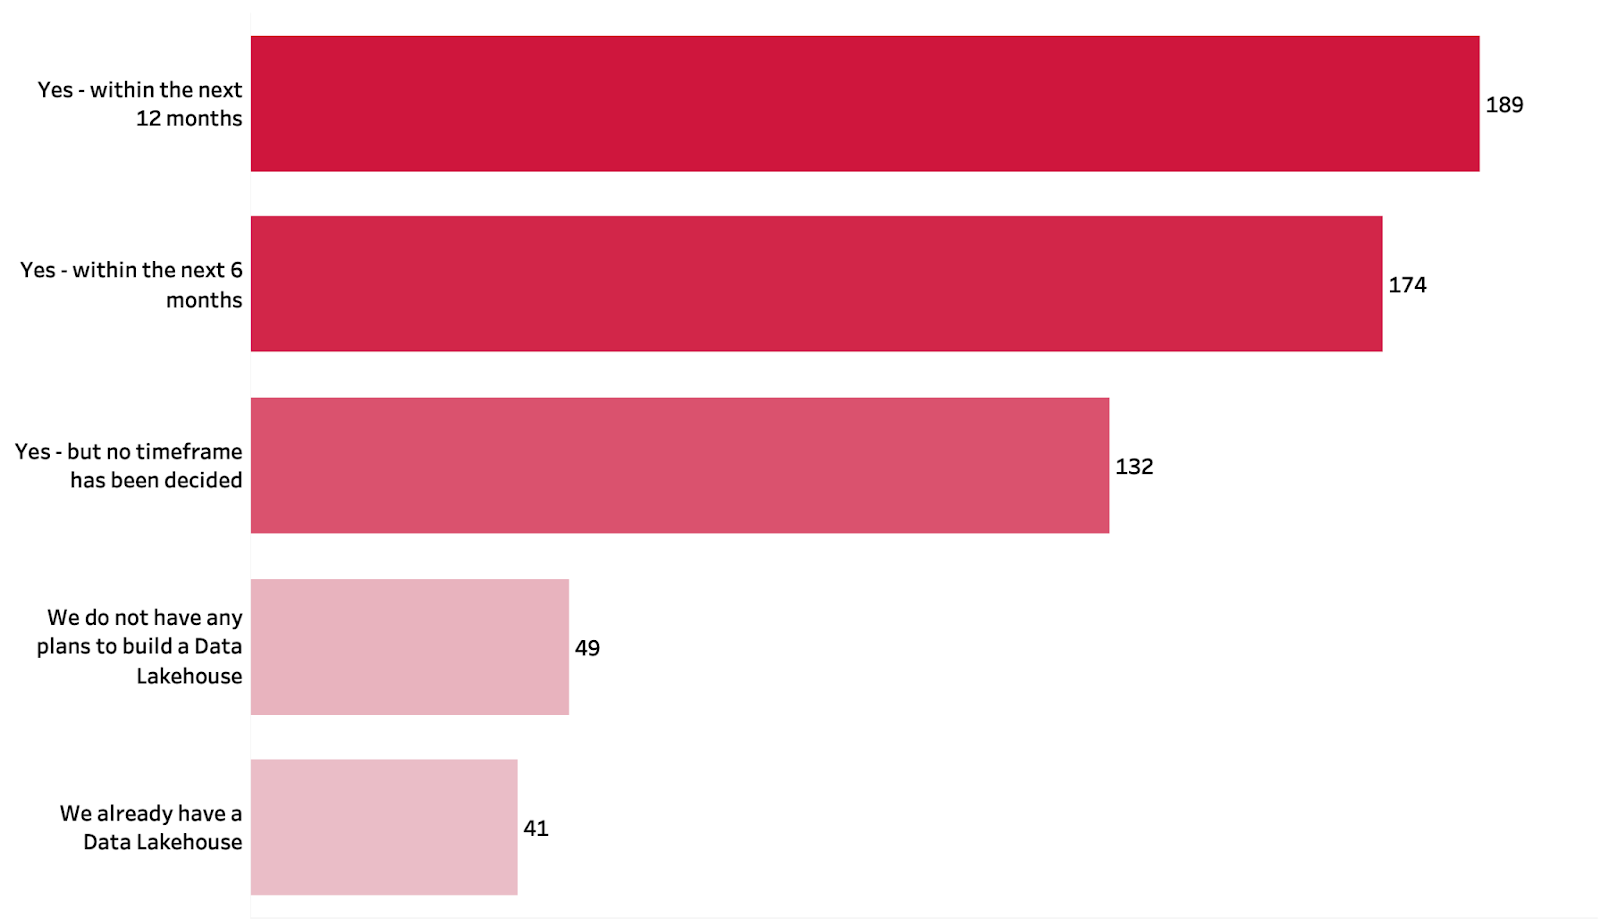 Yes - within the next
12 months
189
Yes - within the next 6
months
174
Yes - but no timeframe
has been decided
132
We do not have any
plans to build a Data
Lakehouse
49
We already have a
Data Lakehouse
41